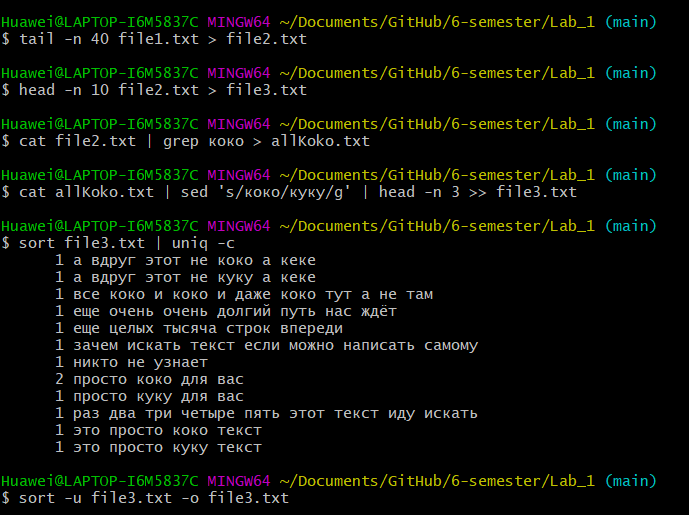 Huawei@LAPTOP-I6M5837C MINGW64 ~/Documents/GitHub/6-semester/Lab_1 (main)
$ tail -n 40 file1.txt > file2.txt
Huawei@LAPTOP-I6M5837C MINGW64 ~/Documents/GitHub/6-semester/Lab_1 (main)
$ head -n 10 file2.txt > file3.txt
Huawei@LAPTOP-I6M5837C MINGW64 ~/Documents/GitHub/6-semester/Lab_1 (main)
$ cat file2.txt | grep коко > allKoko.txt
Huawei@LAPTOP-I6M5837C MINGW64 ~/Documents/GitHub/6-semester/Lab_1 (main)
$ cat allKoko.txt | sed 's/коко/куку/g' | head -n 3 >> file3.txt
Huawei@LAPTOP-I6M5837C MINGW64 ~/Documents/GitHub/6-semester/Lab_1 (main)
$ sort file3.txt | uniq -c
1 а вдруг этот не коко а кеке
1 а вдруг этот не куку а кеке
1 все коко и коко и даже коко тут а не там
1 еще очень очень долгий путь нас ждёт
1 еще целых тысяча строк впереди
1 зачем искать текст если можно написать самому
1 никто не узнает
2 просто коко для вас
1 просто куку для вас
1 раз два три четыре пять этот текст иду искать
1 это просто коко текст
1 это просто куку текст
Huawei@LAPTOP-I6M5837C MINGW64 ~/Documents/GitHub/6-semester/Lab_1 (main)
$ sort -u file3.txt -o file3.txt